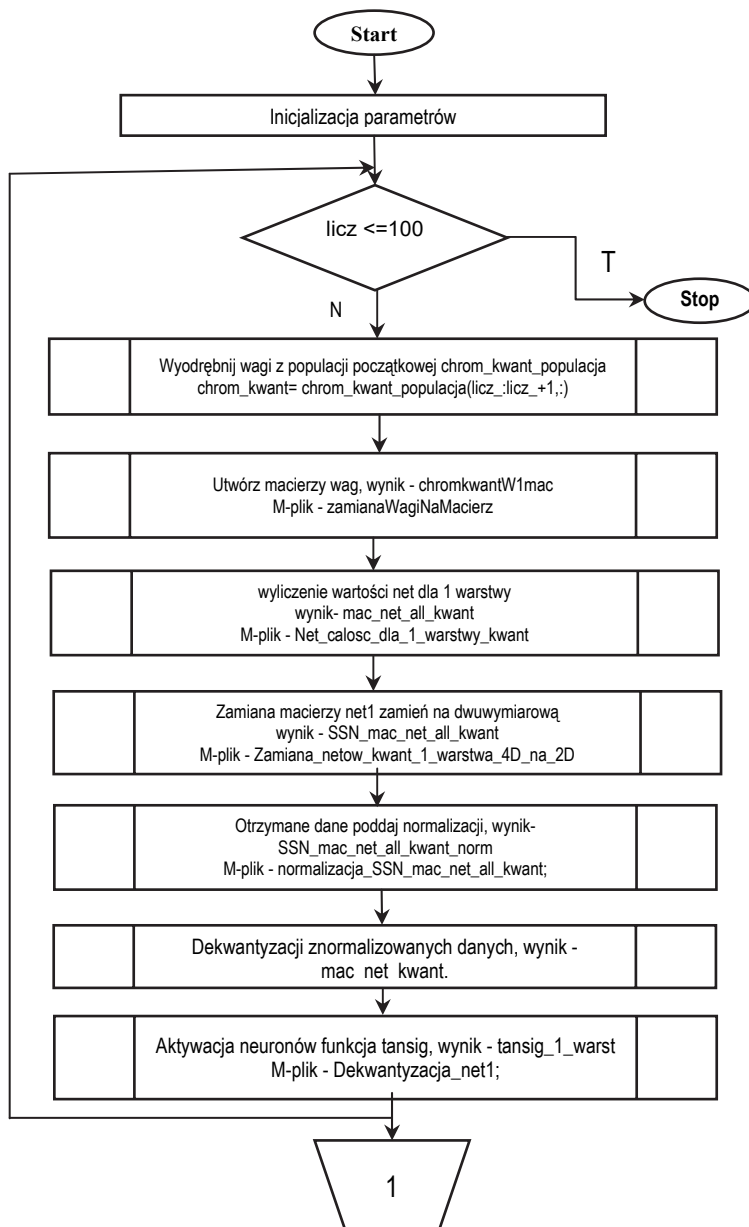 Start
Inicjalizacja parametrów
licz <=100
T
Stop
N
Wyodrębnij wagi z populacji początkowej chrom_kwant_populacja
chrom_kwant= chrom_kwant_populacja(licz_:licz_+1,:)
Utwórz macierzy wag, wynik - chromkwantW1mac
M-plik - zamianaWagiNaMacierz
wyliczenie wartości net dla 1 warstwy
wynik- mac_net_all_kwant
M-plik - Net_calosc_dla_1_warstwy_kwant
Zamiana macierzy net1 zamień na dwuwymiarową
wynik - SSN_mac_net_all_kwant
M-plik - Zamiana_netow_kwant_1_warstwa_4D_na_2D
Otrzymane dane poddaj normalizacji, wynik-
SSN_mac_net_all_kwant_norm
M-plik - normalizacja_SSN_mac_net_all_kwant;
Dekwantyzacji znormalizowanych danych, wynik -
mac net kwant.
Aktywacja neuronów funkcja tansig, wynik - tansig_1_warst
M-plik - Dekwantyzacja_net1;
1